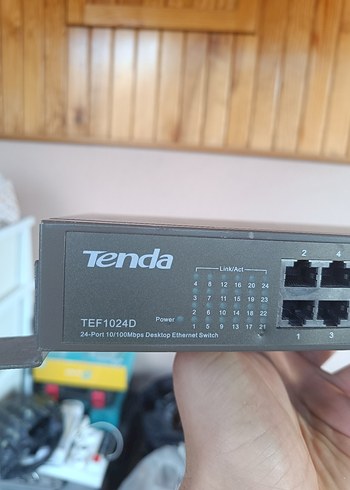 Tenda
Link/Act
4 8 12 16 20 24
3 7 11 15 19 23
2 6 10 14 18 22
Power 1 5 9 13 17 21
TEF1024D
24-Port 10/100Mbps Desktop Ethernet Switch
2 4
1 3